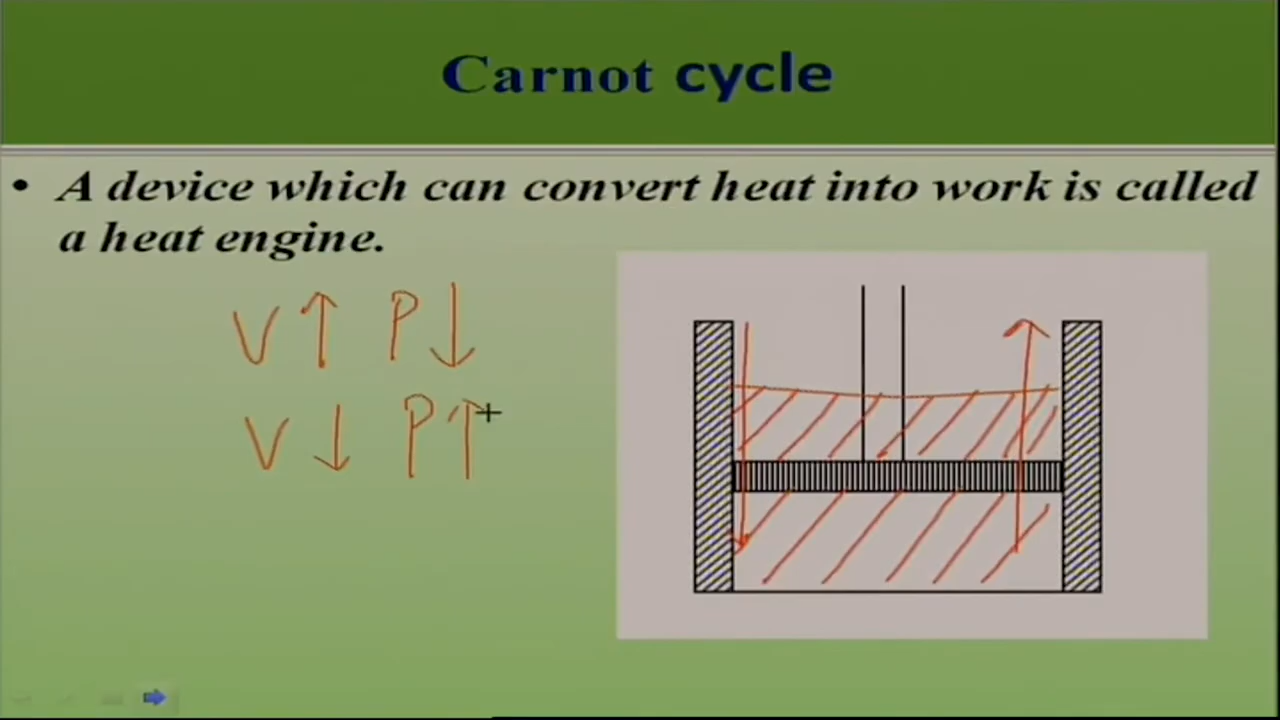 Carnot cycle
• A device which can convert heat into work is called
a heat engine.
V ↑ P ↓
V ↓ P ↑